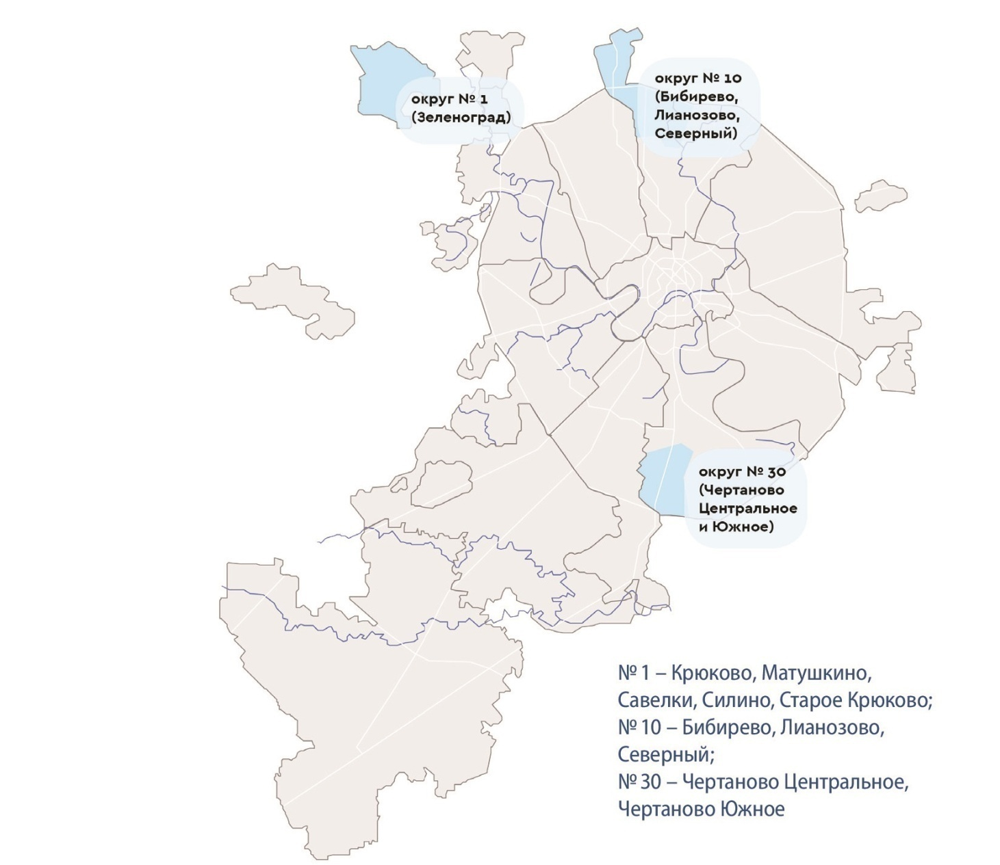 округ № 1
(Зеленоград)
округ № 10
(Бибирево,
Лианозово,
Северный)
округ № 30
(Чертаново
Центральное
и Южное)
№ 1 – Крюково, Матушкино,
Савелки, Силино, Старое Крюково;
№ 10 – Бибирево, Лианозово,
Северный;
№ 30 – Чертаново Центральное,
Чертаново Южное